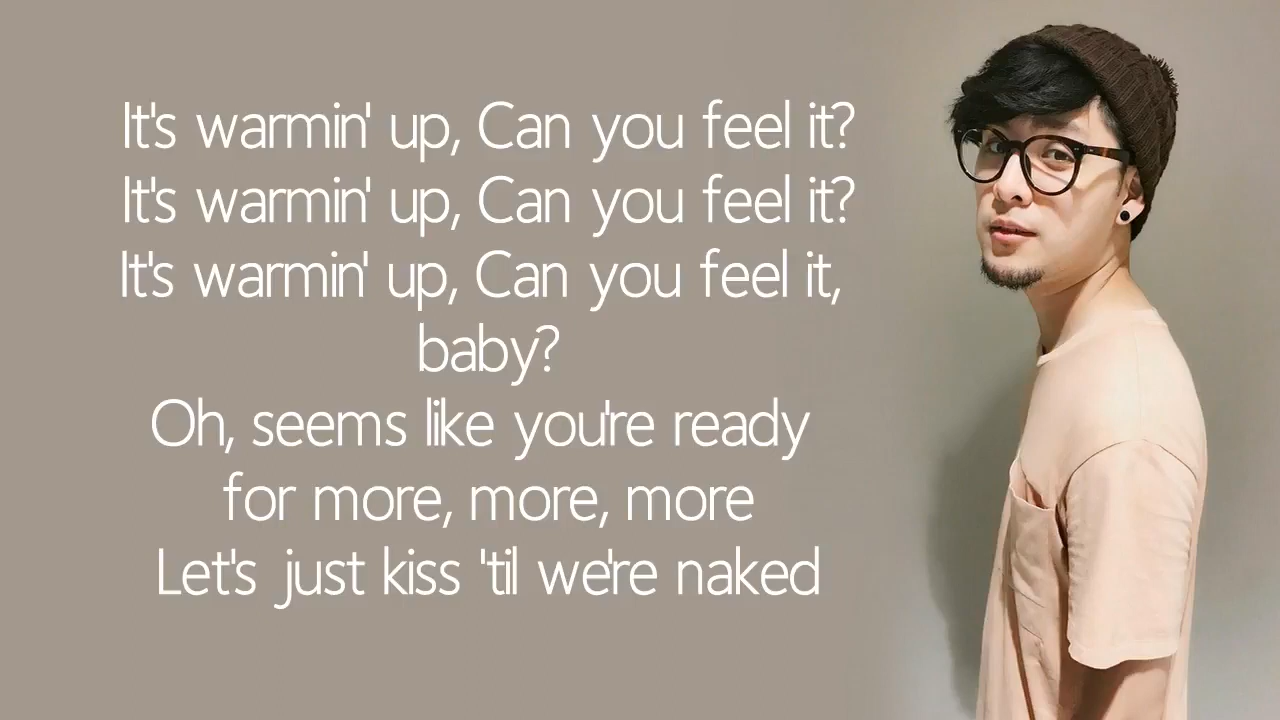 It's warmin' up, Can you feel it?
It's warmin' up, Can you feel it?
It's warmin' up, Can you feel it,
baby?
Oh, seems like you're ready
for more, more, more
Let's just kiss 'til we're naked